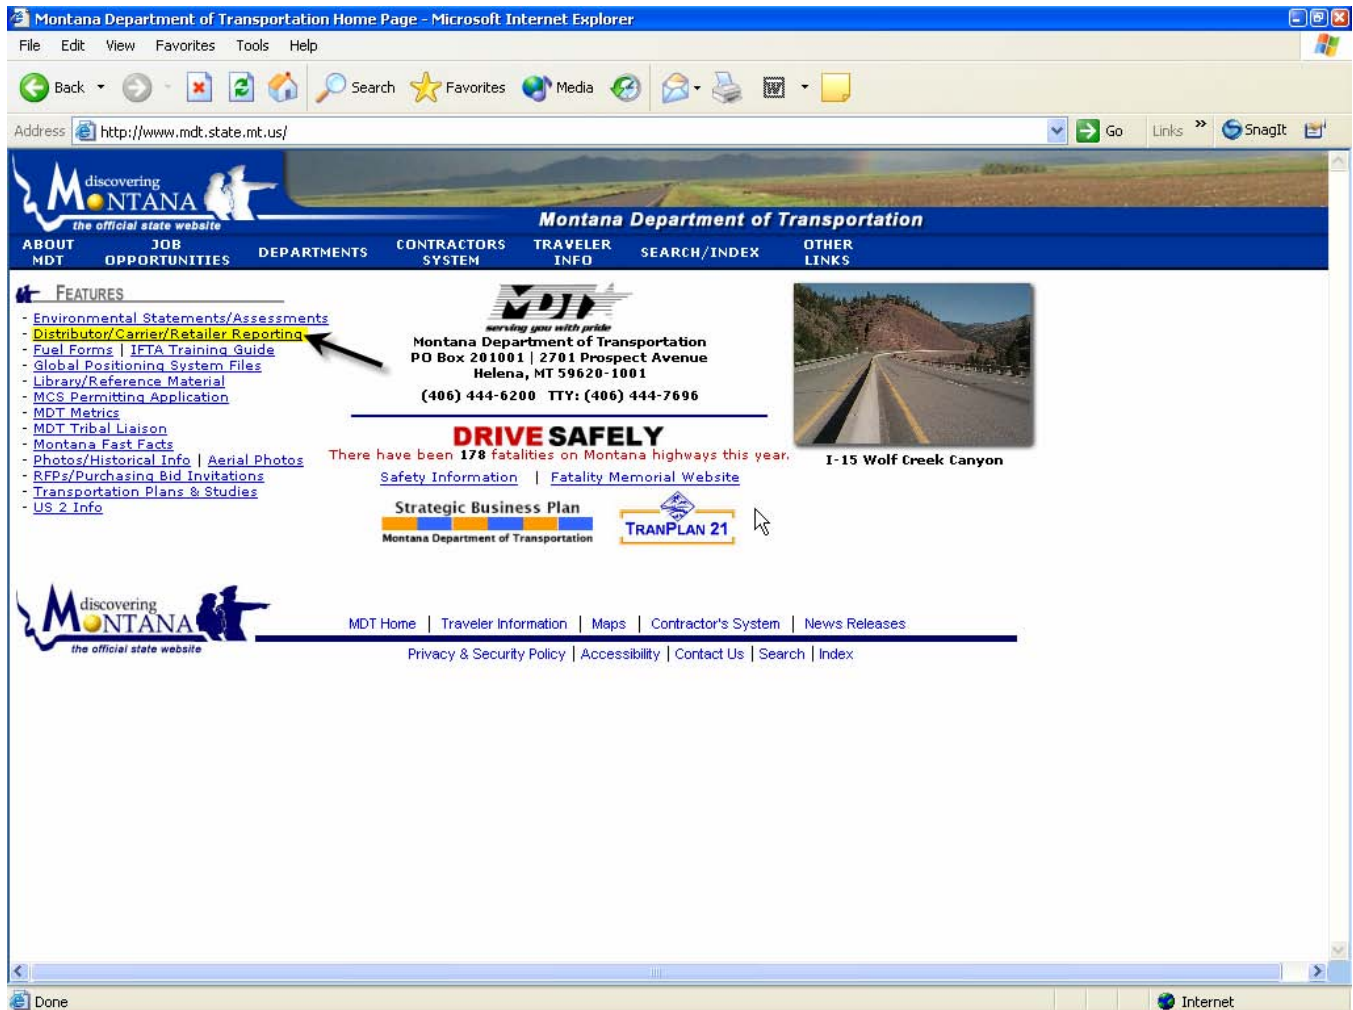 Montana Department of Transportation Home Page - Microsoft Internet Explorer
File Edit View Favorites Tools Help
Back Search Favorites Media
Address http://www.mdt.state.mt.us/ Go Links » SnagIt
discovering
MONTANA
the official state website
Montana Department of Transportation
ABOUT MDT JOB OPPORTUNITIES DEPARTMENTS CONTRACTORS SYSTEM TRAVELER INFO SEARCH/INDEX OTHER LINKS
FEATURES
- Environmental Statements/Assessments
- Distributor/Carrier/Retailer Reporting
- Fuel Forms | IFTA Training Guide
- Global Positioning System Files
- Library/Reference Material
- MCS Permitting Application
- MDT Metrics
- MDT Tribal Liaison
- Montana Fast Facts
- Photos/Historical Info | Aerial Photos
- RFPs/Purchasing Bid Invitations
- Transportation Plans & Studies
- US 2 Info
MDT
serving you with pride
Montana Department of Transportation
PO Box 201001 | 2701 Prospect Avenue
Helena, MT 59620-1001
(406) 444-6200 TTY: (406) 444-7696
DRIVE SAFELY
There have been 178 fatalities on Montana highways this year.
Safety Information | Fatality Memorial Website
Strategic Business Plan
Montana Department of Transportation
TRANPLAN 21
I-15 Wolf Creek Canyon
discovering
MONTANA
the official state website
MDT Home | Traveler Information | Maps | Contractor's System | News Releases
Privacy & Security Policy | Accessibility | Contact Us | Search | Index
Done Internet